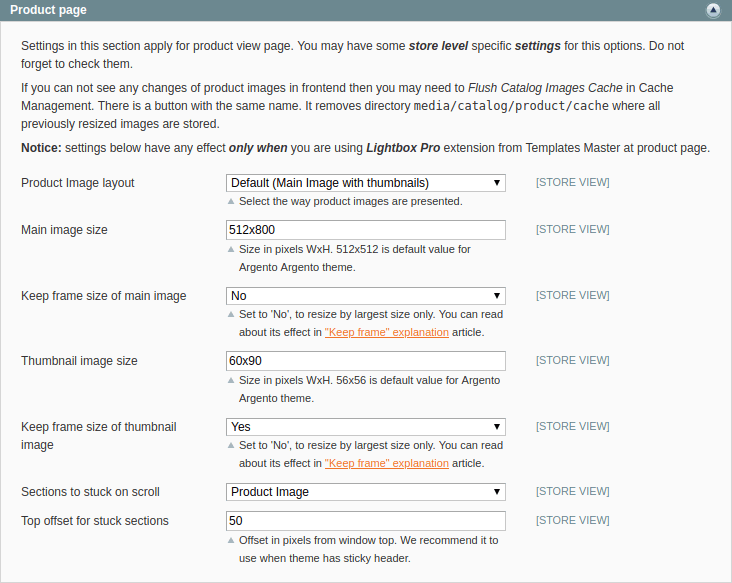 Product page
Settings in this section apply for product view page. You may have some store level specific settings for this options. Do not
forget to check them.
If you can not see any changes of product images in frontend then you may need to Flush Catalog Images Cache in Cache
Management. There is a button with the same name. It removes directory media/catalog/product/cache where all
previously resized images are stored.
Notice: settings below have any effect only when you are using Lightbox Pro extension from Templates Master at product page.
Product Image layout
Default (Main Image with thumbnails)
[STORE VIEW]
Select the way product images are presented.
Main image size
512x800
[STORE VIEW]
Size in pixels WxH. 512x512 is default value for
Argento Argento theme.
Keep frame size of main image
No
[STORE VIEW]
Set to 'No', to resize by largest size only. You can read
about its effect in "Keep frame" explanation article.
Thumbnail image size
60x90
[STORE VIEW]
Size in pixels WxH. 56x56 is default value for Argento
Argento theme.
Keep frame size of thumbnail
image
Yes
[STORE VIEW]
Set to 'No', to resize by largest size only. You can read
about its effect in "Keep frame" explanation article.
Sections to stuck on scroll
Product Image
[STORE VIEW]
Top offset for stuck sections
50
[STORE VIEW]
Offset in pixels from window top. We recommend it to
use when theme has sticky header.